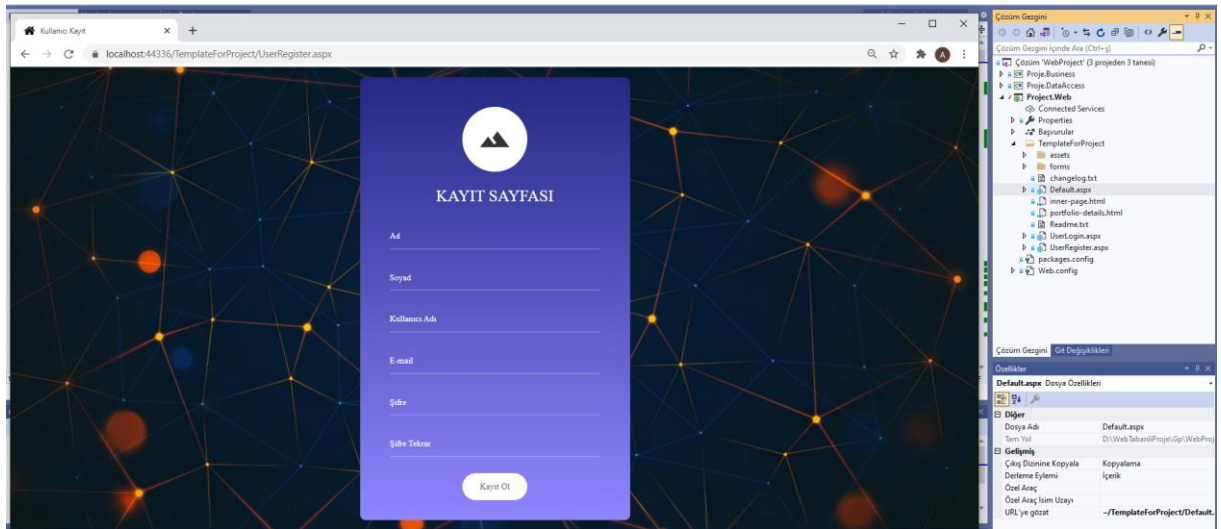 Kullanıcı Kayıt
localhost:44336/TemplateForProject/UserRegister.aspx
A
KAYIT SAYFASI
Ad
Soyad
Kullanıcı Adı
E-mail
Şifre
Şifre Tekrar
Kayıt Ol
Çözüm Gezgini
Çözüm Gezgini İçinde Ara (Ctrl+ş)
Çözüm 'WebProject' (3 projeden 3 tanesi)
Proje.Business
Proje.DataAccess
Project.Web
Connected Services
Properties
Başvurular
TemplateForProject
assets
forms
changelog.txt
Default.aspx
inner-page.html
portfolio-details.html
Readme.txt
UserLogin.aspx
UserRegister.aspx
packages.config
Web.config
Çözüm Gezgini Git Değişiklikleri
Özellikler
Default.aspx Dosya Özellikleri
Diğer
Dosya Adı Default.aspx
Tam Yol D:\WebTabanliProje\Gp\WebProj
Gelişmiş
Çıkış Dizinine Kopyala Kopyalama
Derleme Eylemi İçerik
Özel Araç
Özel Araç İsim Uzayı
URL'ye gözat ~/TemplateForProject/Default.